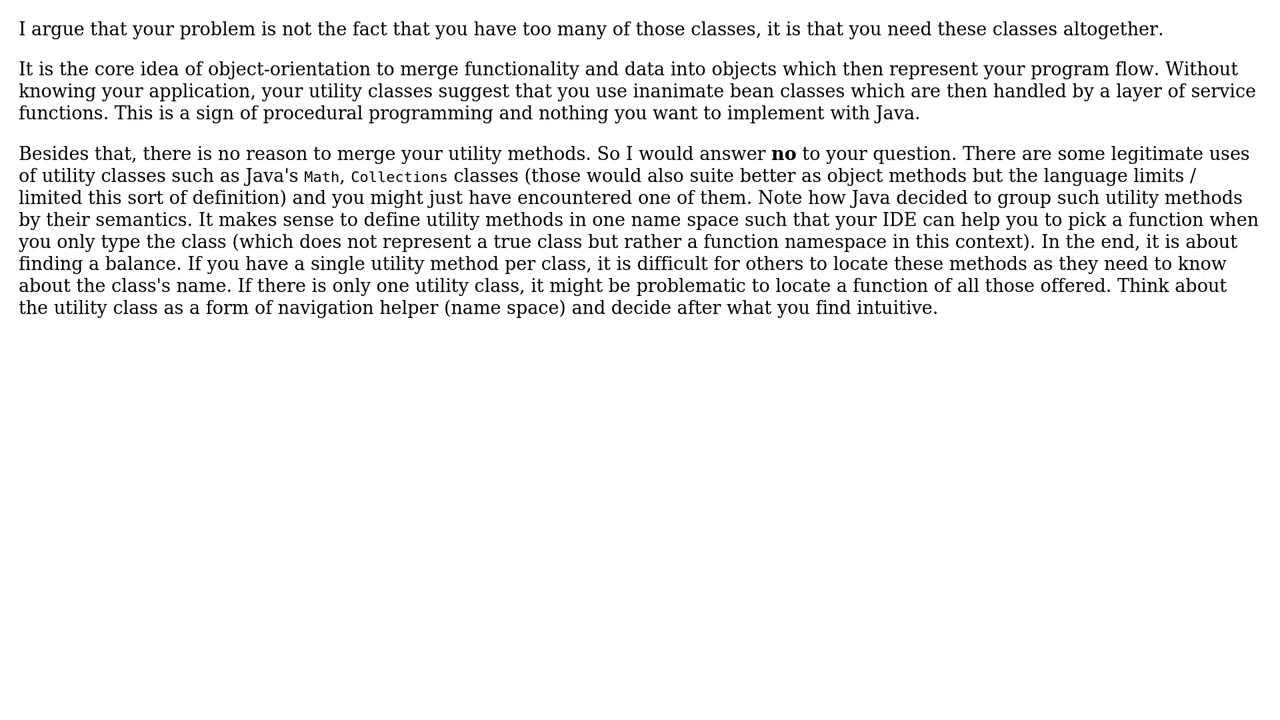 I argue that your problem is not the fact that you have too many of those classes, it is that you need these classes altogether.
It is the core idea of object-orientation to merge functionality and data into objects which then represent your program flow. Without
knowing your application, your utility classes suggest that you use inanimate bean classes which are then handled by a layer of service
functions. This is a sign of procedural programming and nothing you want to implement with Java.
Besides that, there is no reason to merge your utility methods. So I would answer no to your question. There are some legitimate uses
of utility classes such as Java's Math, Collections classes (those would also suite better as object methods but the language limits /
limited this sort of definition) and you might just have encountered one of them. Note how Java decided to group such utility methods
by their semantics. It makes sense to define utility methods in one name space such that your IDE can help you to pick a function when
you only type the class (which does not represent a true class but rather a function namespace in this context). In the end, it is about
finding a balance. If you have a single utility method per class, it is difficult for others to locate these methods as they need to know
about the class's name. If there is only one utility class, it might be problematic to locate a function of all those offered. Think about
the utility class as a form of navigation helper (name space) and decide after what you find intuitive.